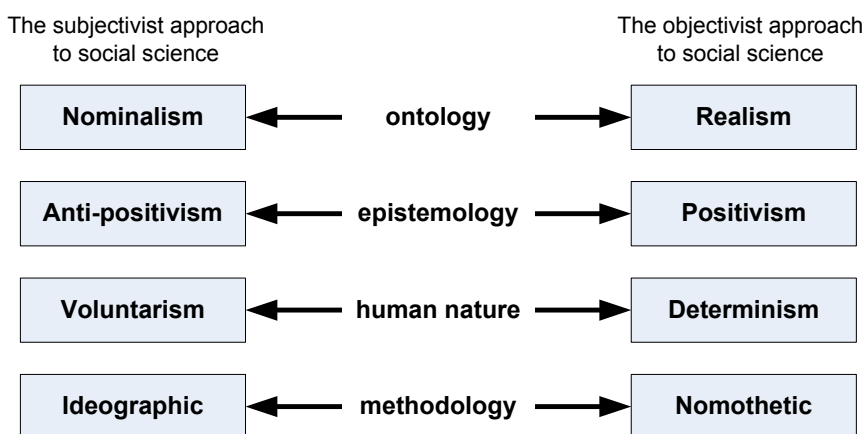 The subjectivist approach
to social science
The objectivist approach
to social science
Nominalism
ontology
Realism
Anti-positivism
epistemology
Positivism
Voluntarism
human nature
Determinism
Ideographic
methodology
Nomothetic